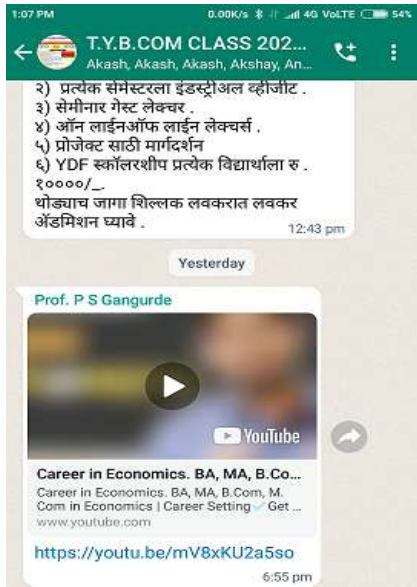 1:07 PM 0.00K/s 4G VoLTE 54%
T.Y.B.COM CLASS 202...
Akash, Akash, Akash, Akshay, An...
२) प्रत्येक सेमेस्टरला इंडस्ट्रीअल व्हीजीट .
३) सेमीनार गेस्ट लेक्चर .
४) ऑन लाईनऑफ लाईन लेक्चर्स .
५) प्रोजेक्ट साठी मार्गदर्शन
६) YDF स्कॉलरशीप प्रत्येक विद्यार्थाला रु .
१००००/_.
थोड्याच जागा शिल्लक लवकरात लवकर
ॲडमिशन घ्यावे .
12:43 pm
Yesterday
Prof. P S Gangurde
YouTube
Career in Economics. BA, MA, B.Co...
Career in Economics. BA, MA, B.Com, M.
Com in Economics | Career Setting✓Get ...
www.youtube.com
https://youtu.be/mV8xKU2a5so
6:55 pm